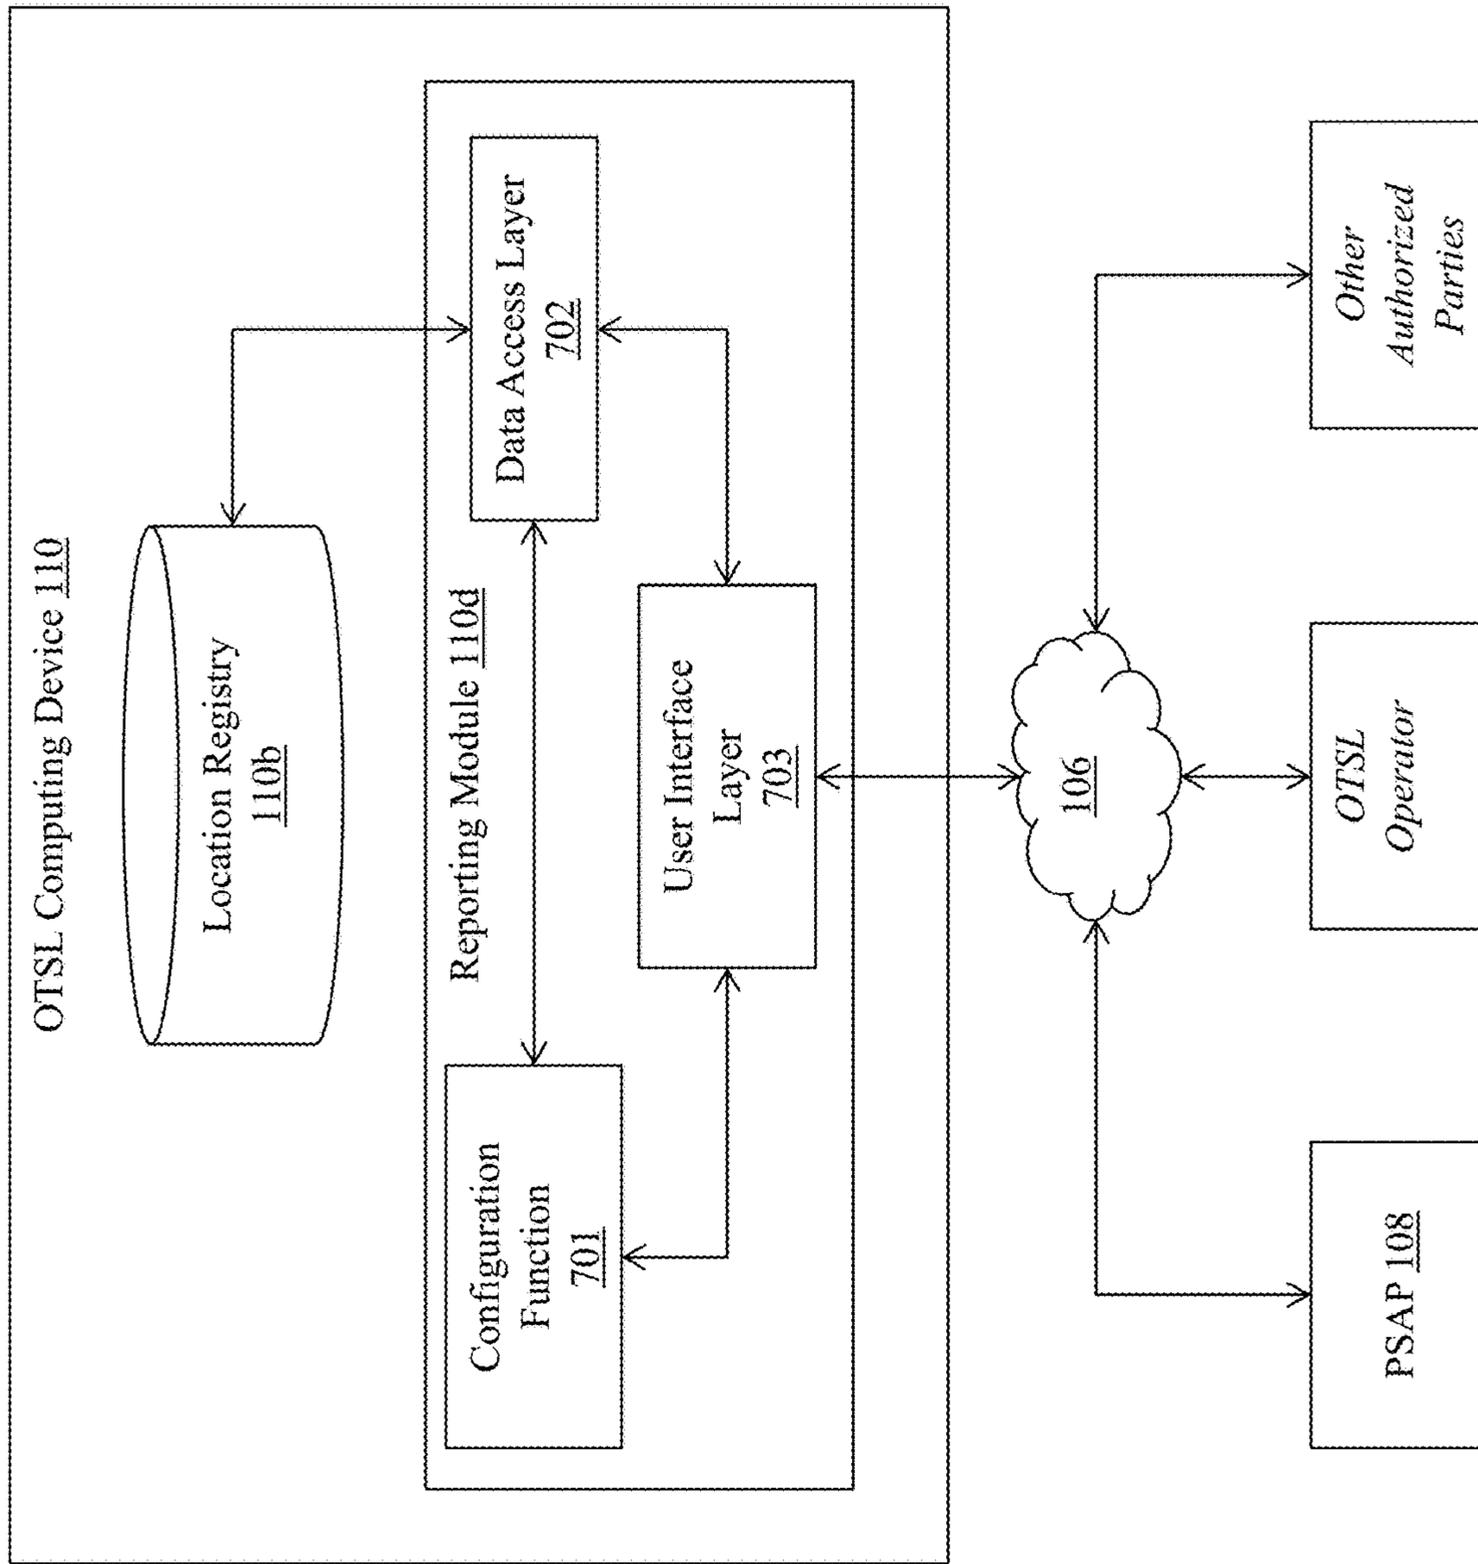 OTSL Computing Device 110
Location Registry
110b
Reporting Module 110d
Configuration
Function
701
Data Access Layer
702
User Interface
Layer
703
106
PSAP 108
OTSL
Operator
Other
Authorized
Parties